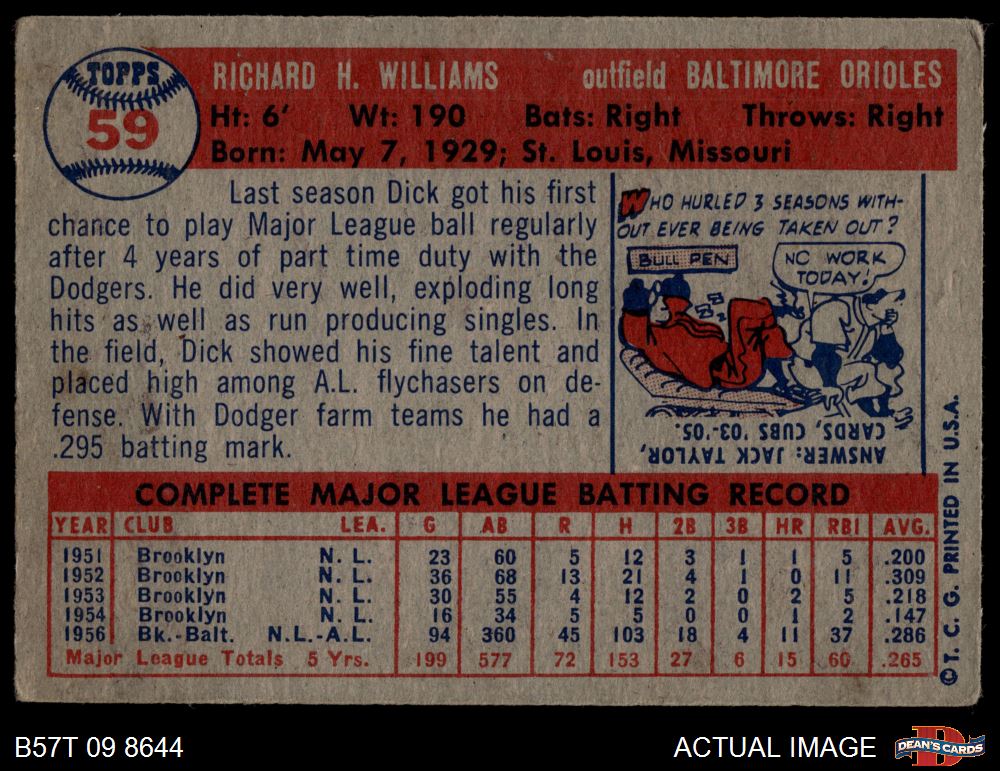 TOPPS
59
RICHARD H. WILLIAMS outfield BALTIMORE ORIOLES
Ht: 6' Wt: 190 Bats: Right Throws: Right
Born: May 7, 1929; St. Louis, Missouri
Last season Dick got his first
chance to play Major League ball regularly
after 4 years of part time duty with the
Dodgers. He did very well, exploding long
hits as well as run producing singles. In
the field, Dick showed his fine talent and
placed high among A.L. flychasers on de-
fense. With Dodger farm teams he had a
.295 batting mark.
WHO HURLED 3 SEASONS WITH-
OUT EVER BEING TAKEN OUT?
BULL PEN
NO WORK
TODAY!
ZZZ
ANSWER: JACK TAYLOR,
CARDS, CUBS '03-'05.
COMPLETE MAJOR LEAGUE BATTING RECORD
YEAR CLUB LEA. G AB R H 2B 3B HR RBI AVG.
1951 Brooklyn N. L. 23 60 5 12 3 1 1 5 .200
1952 Brooklyn N. L. 36 68 13 21 4 1 0 11 .309
1953 Brooklyn N. L. 30 55 4 12 2 0 2 5 .218
1954 Brooklyn N. L. 16 34 5 5 0 0 1 2 .147
1956 Bk.-Balt. N.L.-A.L. 94 360 45 103 18 4 11 37 .286
Major League Totals 5 Yrs. 199 577 72 153 27 6 15 60 .265
© T. C. G. PRINTED IN U.S.A.
B57T 09 8644
ACTUAL IMAGE
D
DEAN'S CARDS